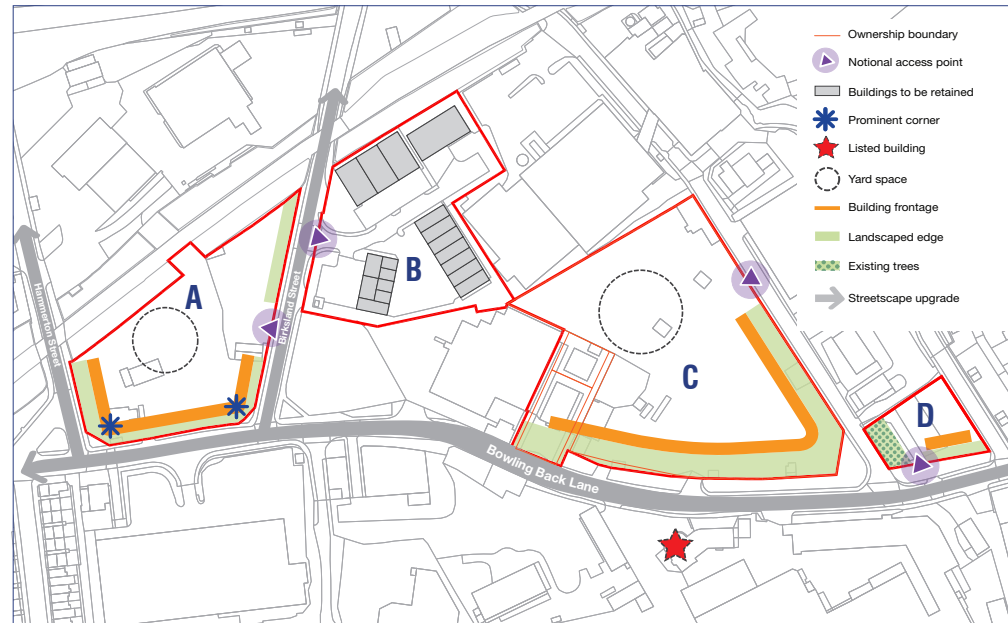 Ownership boundary
Notional access point
Buildings to be retained
Prominent corner
Listed building
Yard space
Building frontage
Landscaped edge
Existing trees
Streetscape upgrade
A
B
C
D
Hammerton Street
Birksland Street
Bowling Back Lane